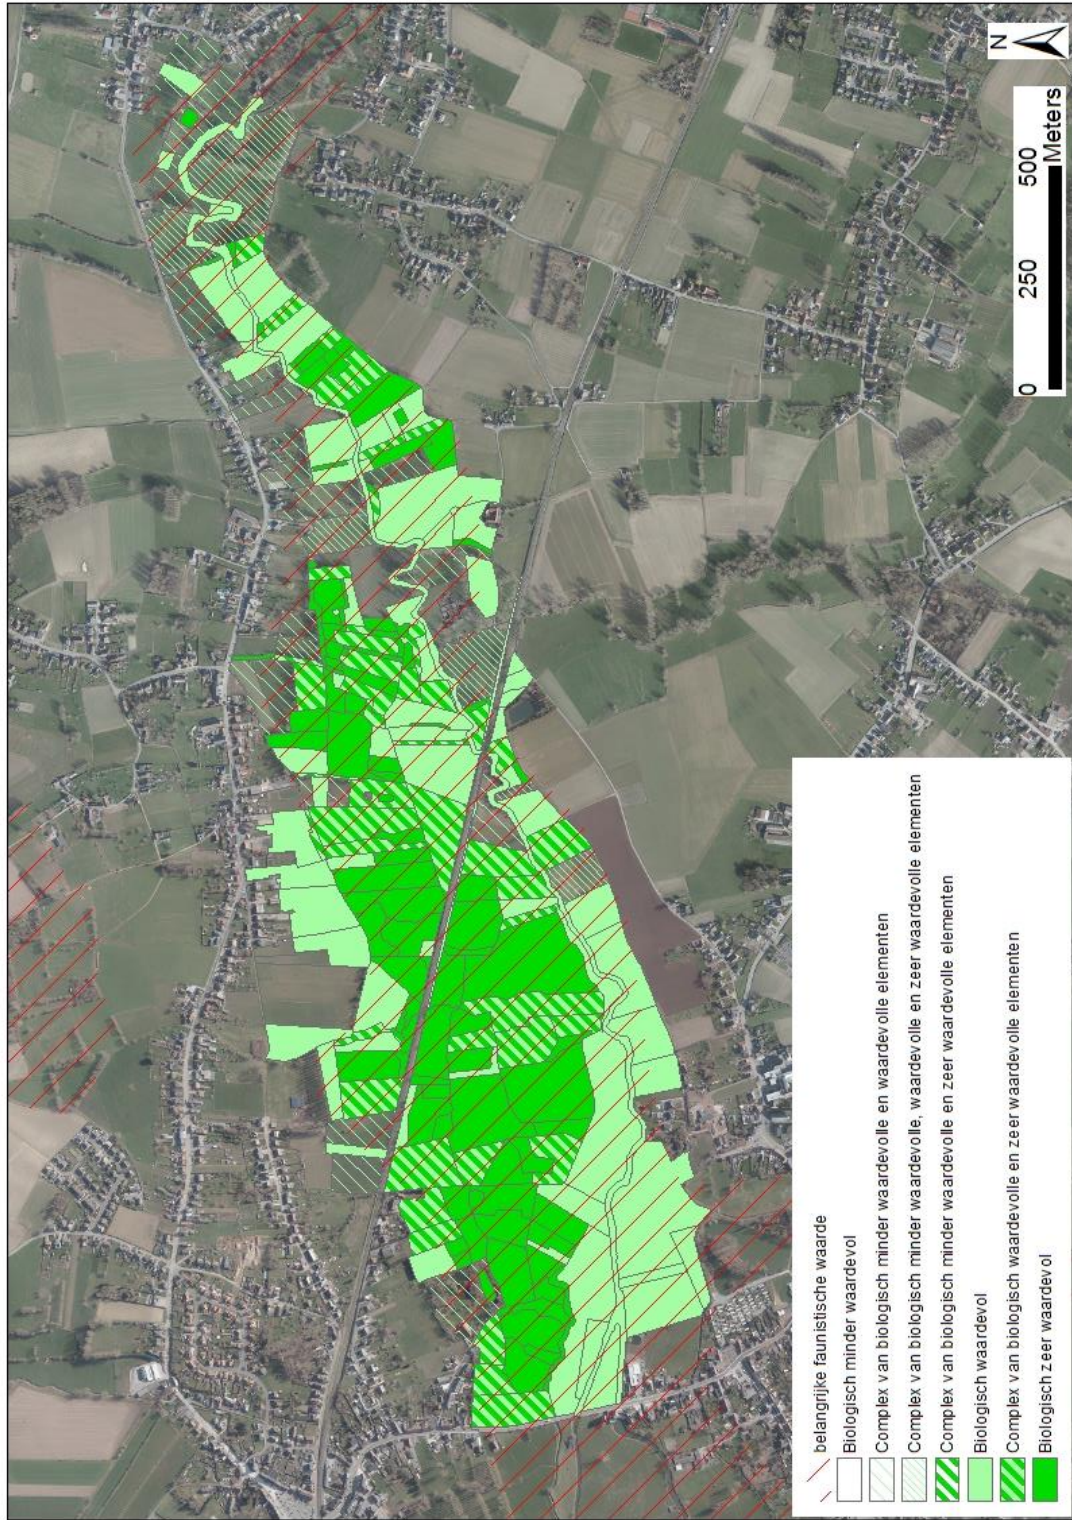 N
0 250 500
Meters
belangrijke faunistische waarde
Biologisch minder waardevol
Complex van biologisch minder waardevolle en waardevolle elementen
Complex van biologisch minder waardevolle, waardevolle en zeer waardevolle elementen
Complex van biologisch minder waardevolle en zeer waardevolle elementen
Biologisch waardevol
Complex van biologisch waardevolle en zeer waardevolle elementen
Biologisch zeer waardevol